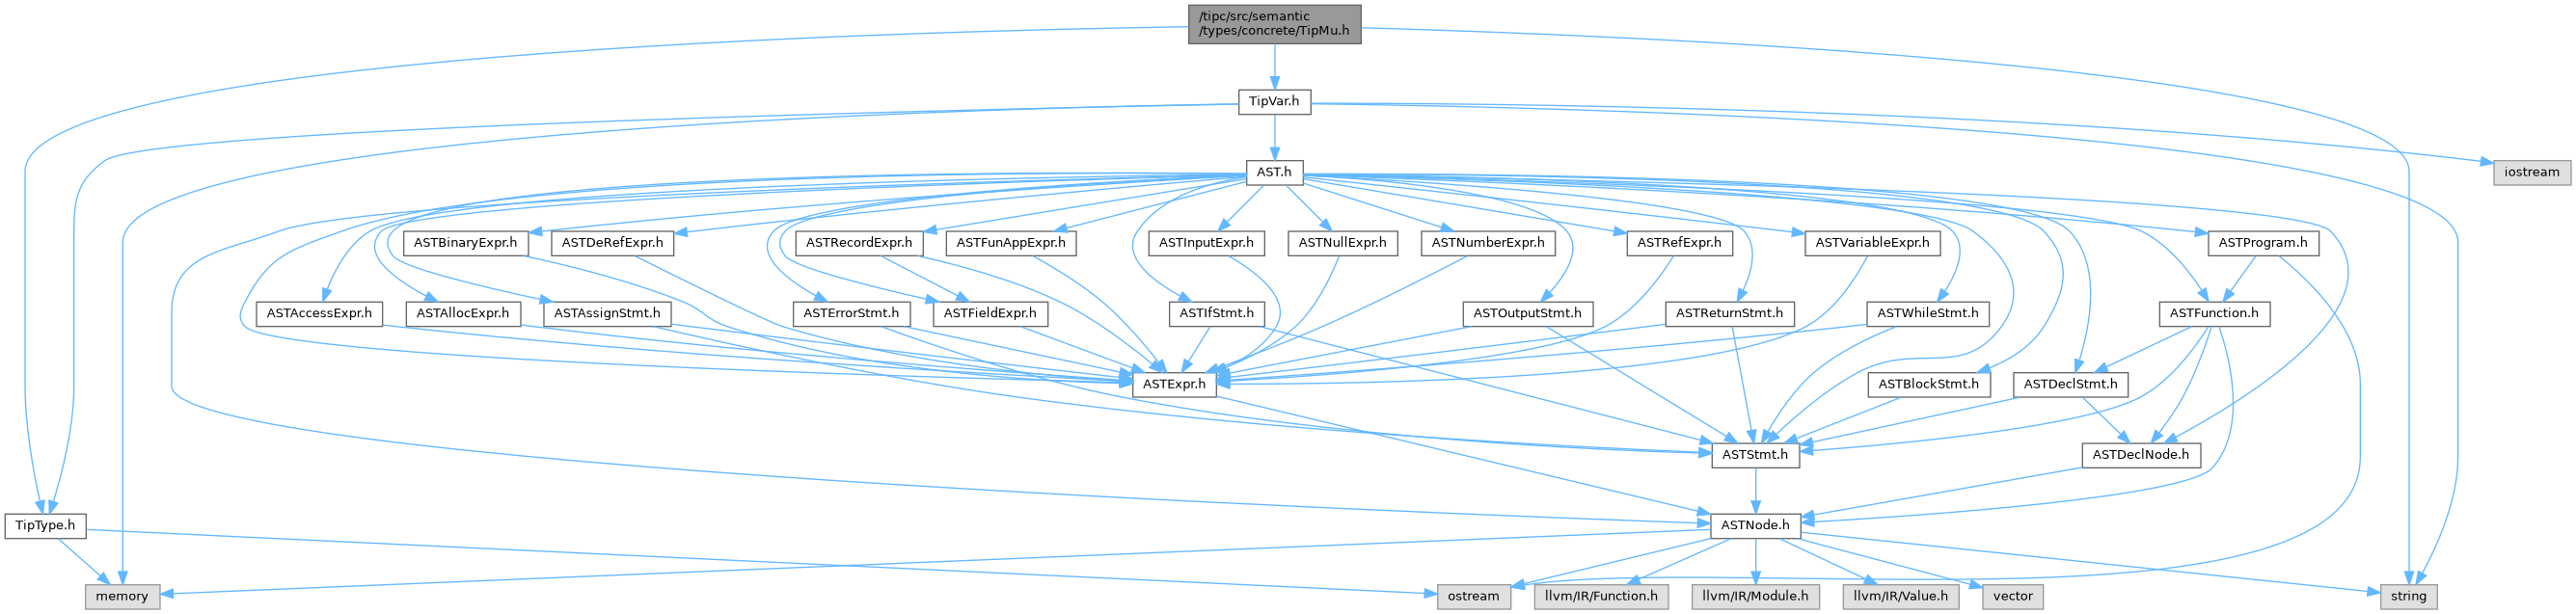 /tipc/src/semantic
/types/concrete/TipMu.h
TipVar.h
AST.h
iostream
ASTBinaryExpr.h
ASTDeRefExpr.h
ASTRecordExpr.h
ASTFunAppExpr.h
ASTInputExpr.h
ASTNullExpr.h
ASTNumberExpr.h
ASTRefExpr.h
ASTVariableExpr.h
ASTProgram.h
ASTAccessExpr.h
ASTAllocExpr.h
ASTAssignStmt.h
ASTErrorStmt.h
ASTFieldExpr.h
ASTIfStmt.h
ASTOutputStmt.h
ASTReturnStmt.h
ASTWhileStmt.h
ASTFunction.h
ASTExpr.h
ASTBlockStmt.h
ASTDeclStmt.h
ASTStmt.h
ASTDeclNode.h
TipType.h
ASTNode.h
memory
ostream
llvm/IR/Function.h
llvm/IR/Module.h
llvm/IR/Value.h
vector
string